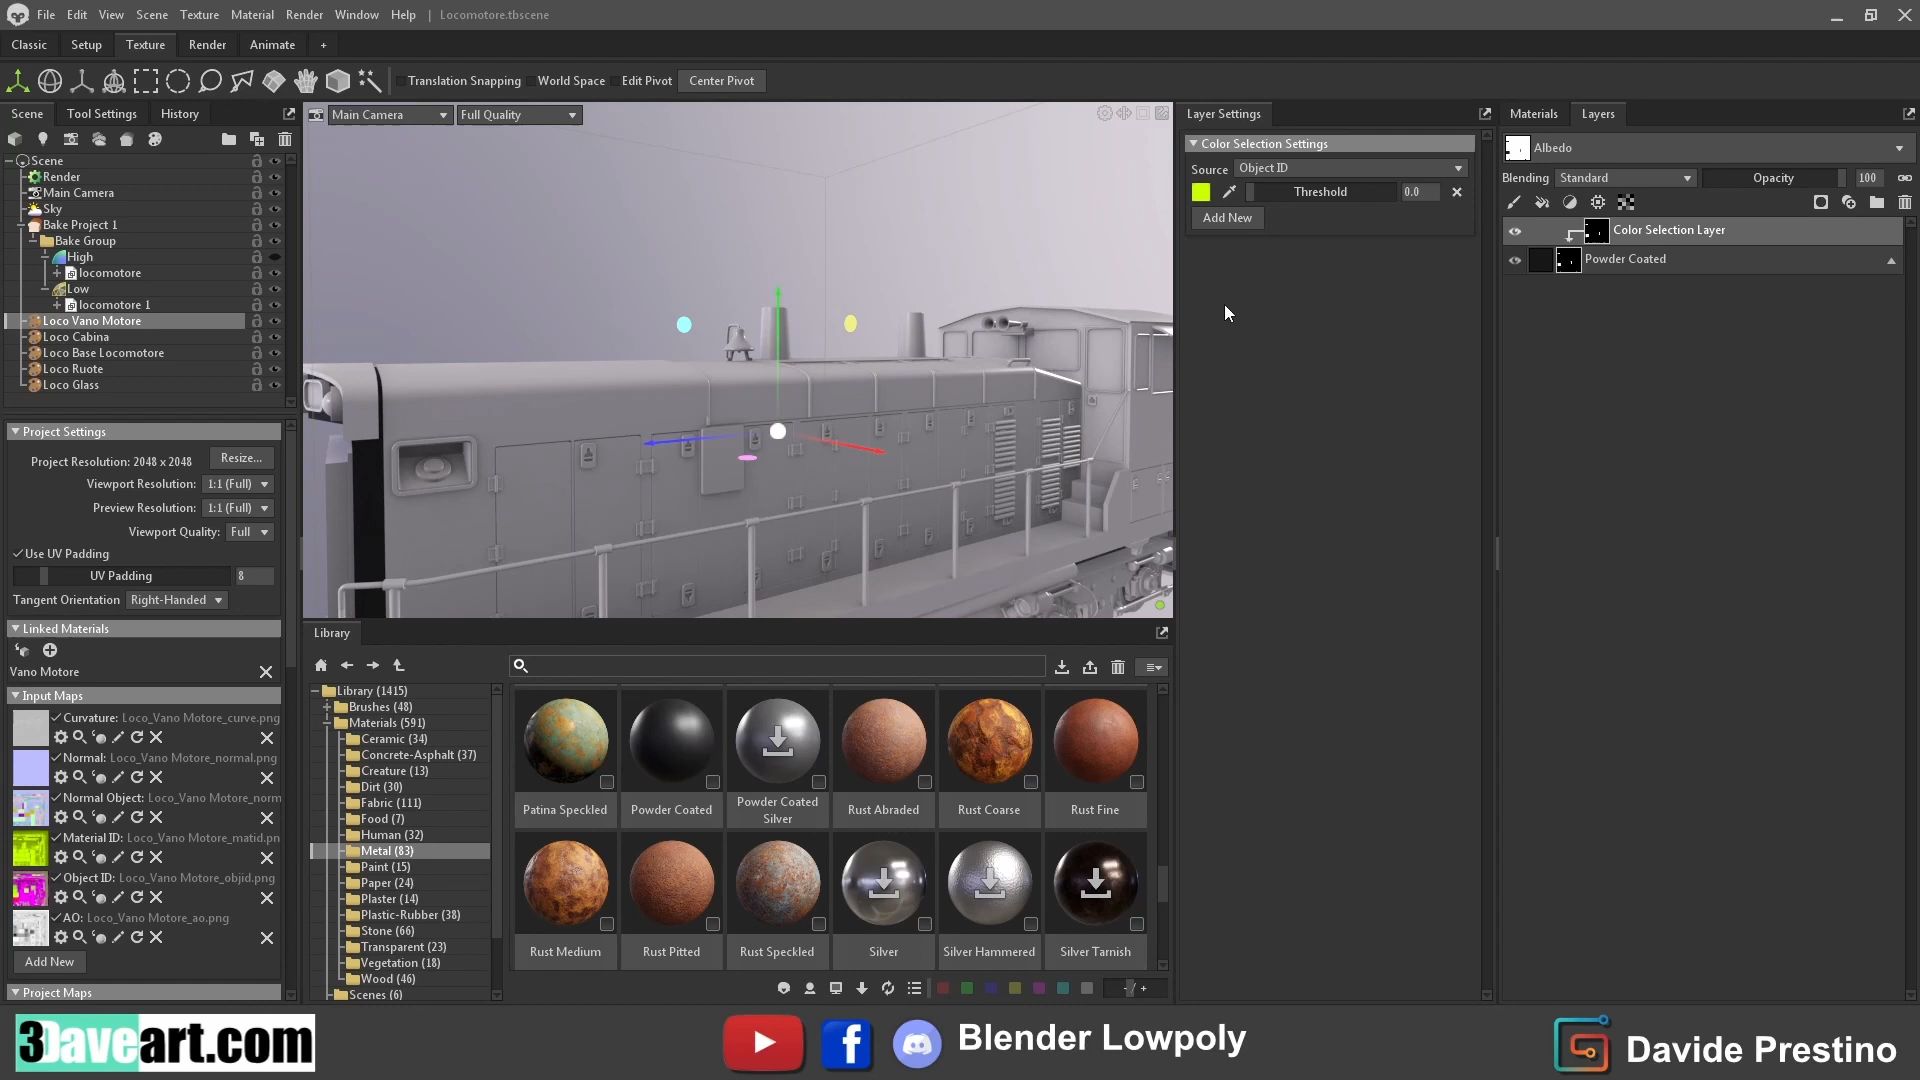 File Edit View Scene Texture Material Render Window Help | Locomotore.tbscene
Classic Setup Texture Render Animate +
Translation Snapping World Space Edit Pivot Center Pivot
Scene Tool Settings History
Main Camera Full Quality
Layer Settings
Materials Layers
Scene
Render
Main Camera
Sky
Bake Project 1
Bake Group
High
locomotore
Low
locomotore 1
Loco Vano Motore
Loco Cabina
Loco Base Locomotore
Loco Ruote
Loco Glass
Color Selection Settings
Source Object ID
Threshold 0.0
Add New
Albedo
Blending Standard Opacity 100
Color Selection Layer
Powder Coated
Project Settings
Project Resolution: 2048 x 2048 Resize...
Viewport Resolution: 1:1 (Full)
Preview Resolution: 1:1 (Full)
Viewport Quality: Full
Use UV Padding
UV Padding 8
Tangent Orientation Right-Handed
Linked Materials
Vano Motore
Input Maps
Curvature: Loco_Vano Motore_curve.png
Normal: Loco_Vano Motore_normal.png
Normal Object: Loco_Vano Motore_norm
Material ID: Loco_Vano Motore_matid.pn
Object ID: Loco_Vano Motore_objid.png
AO: Loco_Vano Motore_ao.png
Add New
Project Maps
Library
Library (1415)
Brushes (48)
Materials (591)
Ceramic (34)
Concrete-Asphalt (37)
Creature (13)
Dirt (30)
Fabric (111)
Food (7)
Human (32)
Metal (83)
Paint (15)
Paper (24)
Plaster (14)
Plastic-Rubber (38)
Stone (66)
Transparent (23)
Vegetation (18)
Wood (46)
Scenes (6)
Patina Speckled
Powder Coated
Powder Coated
Silver
Rust Abraded
Rust Coarse
Rust Fine
Rust Medium
Rust Pitted
Rust Speckled
Silver
Silver Hammered
Silver Tarnish
- / +
3Daveart.com
Blender Lowpoly
Davide Prestino